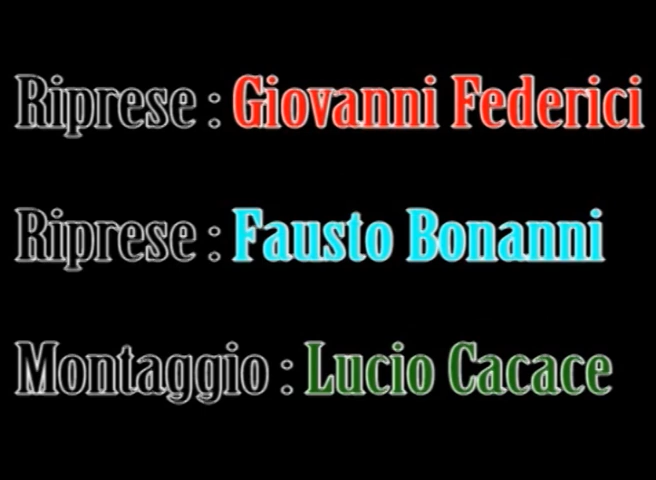 Riprese : Giovanni Federici
Riprese : Fausto Bonanni
Montaggio : Lucio Cacace